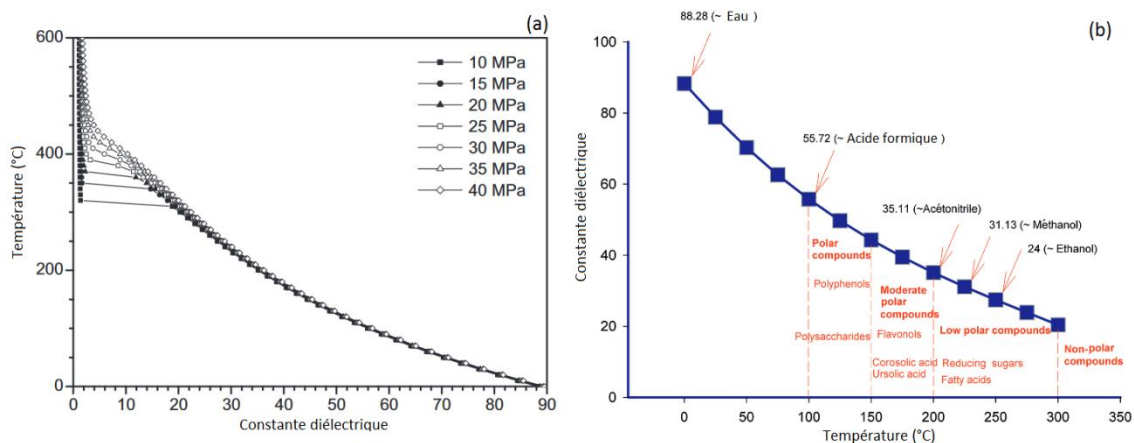 (a)
600
400
200
0
Température (°C)
10 MPa
15 MPa
20 MPa
25 MPa
30 MPa
35 MPa
40 MPa
0 10 20 30 40 50 60 70 80 90
Constante diélectrique
(b)
88.28 (~ Eau )
100
80
60
40
20
0
Constante diélectrique
55.72 (~ Acide formique )
35.11 (~Acétonitrile)
31.13 (~ Méthanol)
24 (~ Ethanol)
Polar
compounds
Polyphenols
Polysaccharides
Moderate
polar
compounds
Flavonols
Corosolic acid
Ursolic acid
Low polar compounds
Reducing sugars
Fatty acids
Non-polar
compounds
0 50 100 150 200 250 300 350
Température (°C)